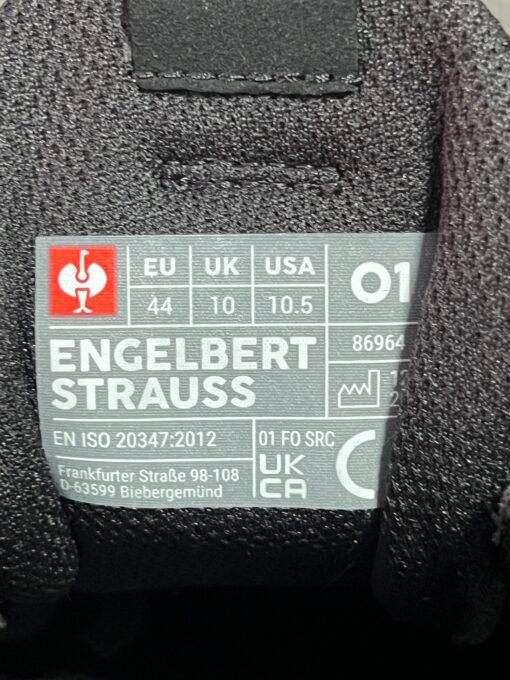 EU UK USA
44 10 10.5
01
ENGELBERT
STRAUSS
86964
EN ISO 20347:2012
01 FO SRC
Frankfurter Straße 98-108
D-63599 Biebergemünd
UK
CA